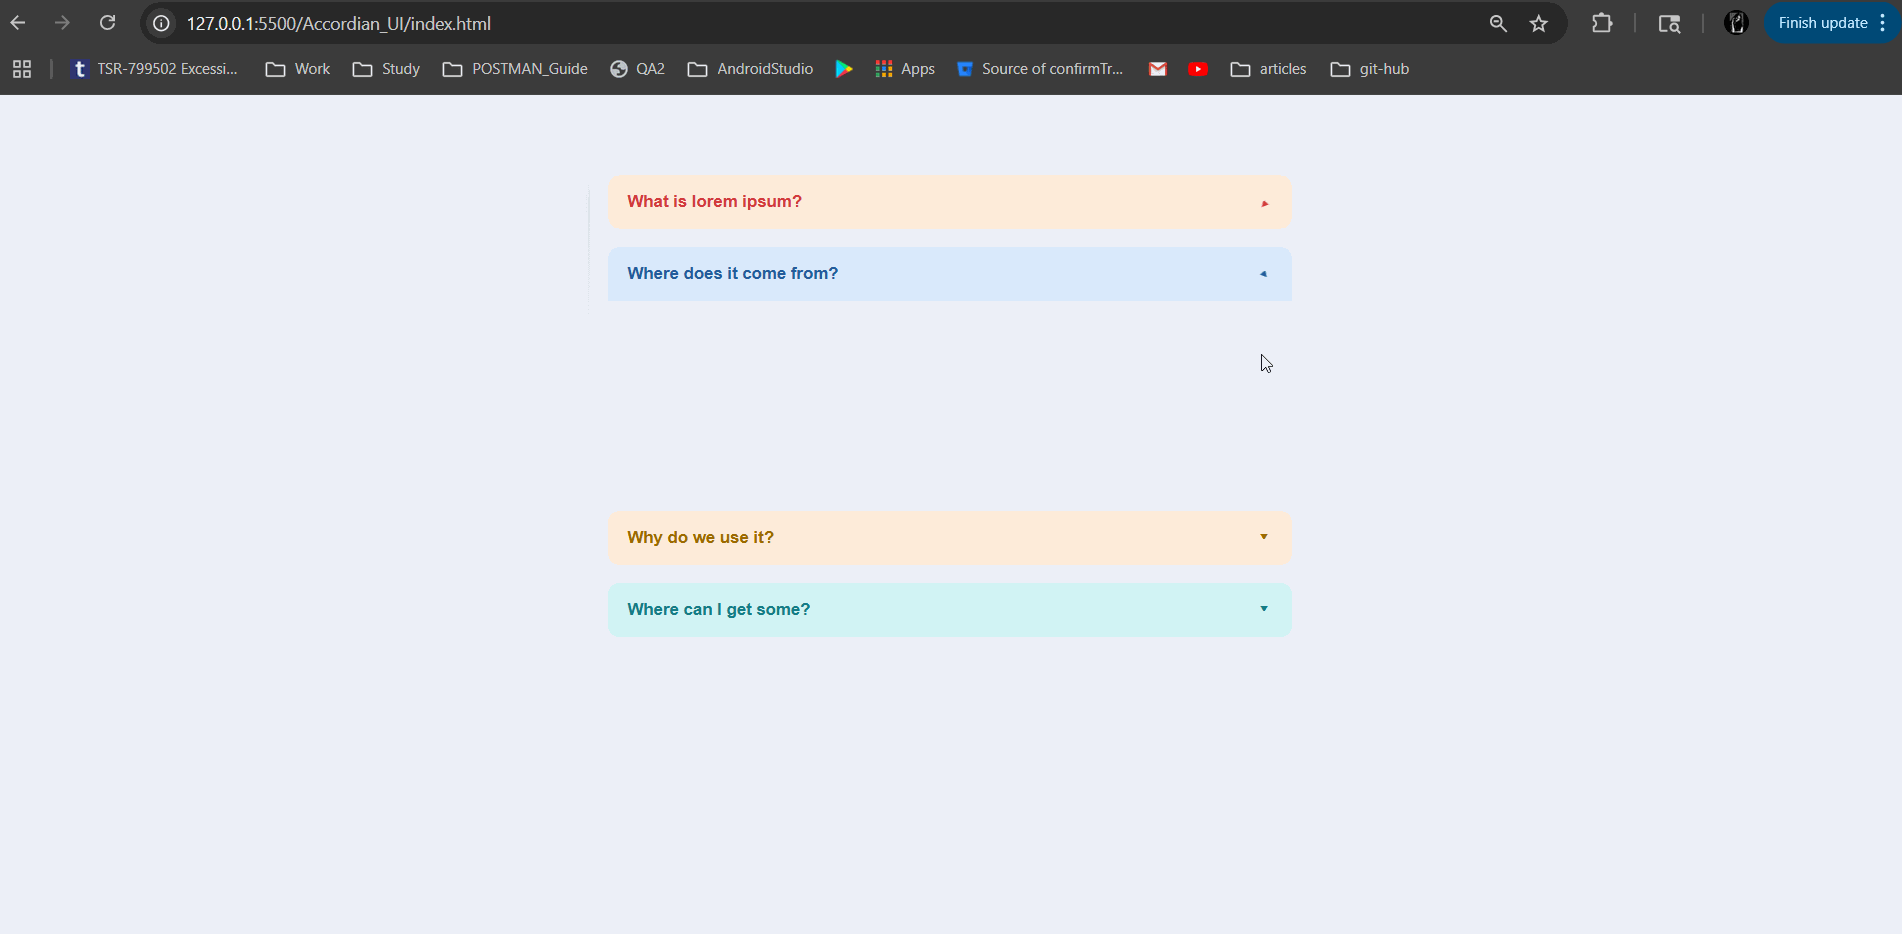 127.0.0.1:5500/Accordian_UI/index.html
Finish update
TSR-799502 Excessi... Work Study POSTMAN_Guide QA2 AndroidStudio Apps Source of confirmTr... articles git-hub
What is lorem ipsum?
Where does it come from?
Why do we use it?
Where can I get some?